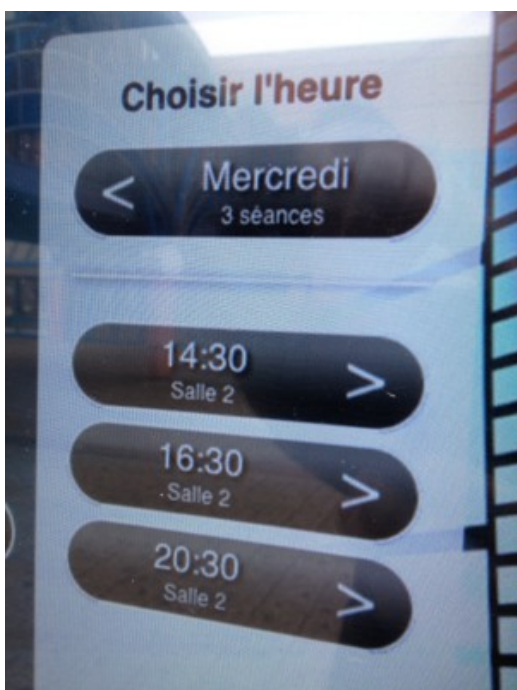 Choisir l'heure
< Mercredi
3 séances
14:30
Salle 2 >
16:30
Salle 2 >
20:30
Salle 2 >